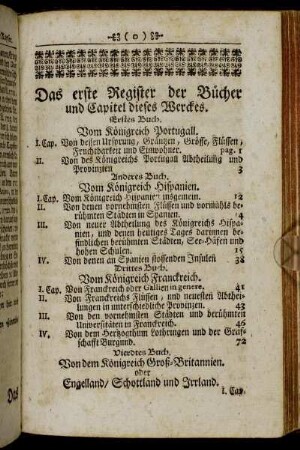 ( o )
Das erste Register der Bücher
und Capitel dieses Werckes.
Erstes Buch.
Vom Königreich Portugall.
I. Cap. Von dessen Ursprung, Gräntzen, Grösse, Flüssen,
Fruchtbarkeit und Einwohner. pag. 1
II. Von des Königreichs Portugall Abtheilung und
Provintzien 3
Anderes Buch.
Vom Königreich Hispanien.
I. Cap. Vom Königreich Hispanien insgemein. 12
II. Von denen vornehmsten Flüssen und vormahls be
rühmten Städten in Spanien. 4
III. Von neuer Abtheilung des Königreichs Hispa-
nien, und denen heutiges Tages darinnen be-
findlichen berühmten Städten, See-Häfen und
hohen Schulen. 15
IV. Von denen an Spanien stossenden Insulen 38
Drittes Buch.
Vom Königreich Franckreich.
I. Cap. Von Franckreich oder Gallien in genere. 41
II. Von Franckreichs Flüssen, und neuesten Abthei-
lungen in unterschiedliche Provintzen. 43
III. Von den vornehmsten Städten und berühmten
Universitäten in Franckreich. 46
IV. Von dem Hertzogthum Lothringen und der Graf-
schafft Burgund. 72
Vierdtes Buch.
Von dem Königreich Groß-Britannien.
oder
Engelland/ Schottland und Irrland.
I. Cap.